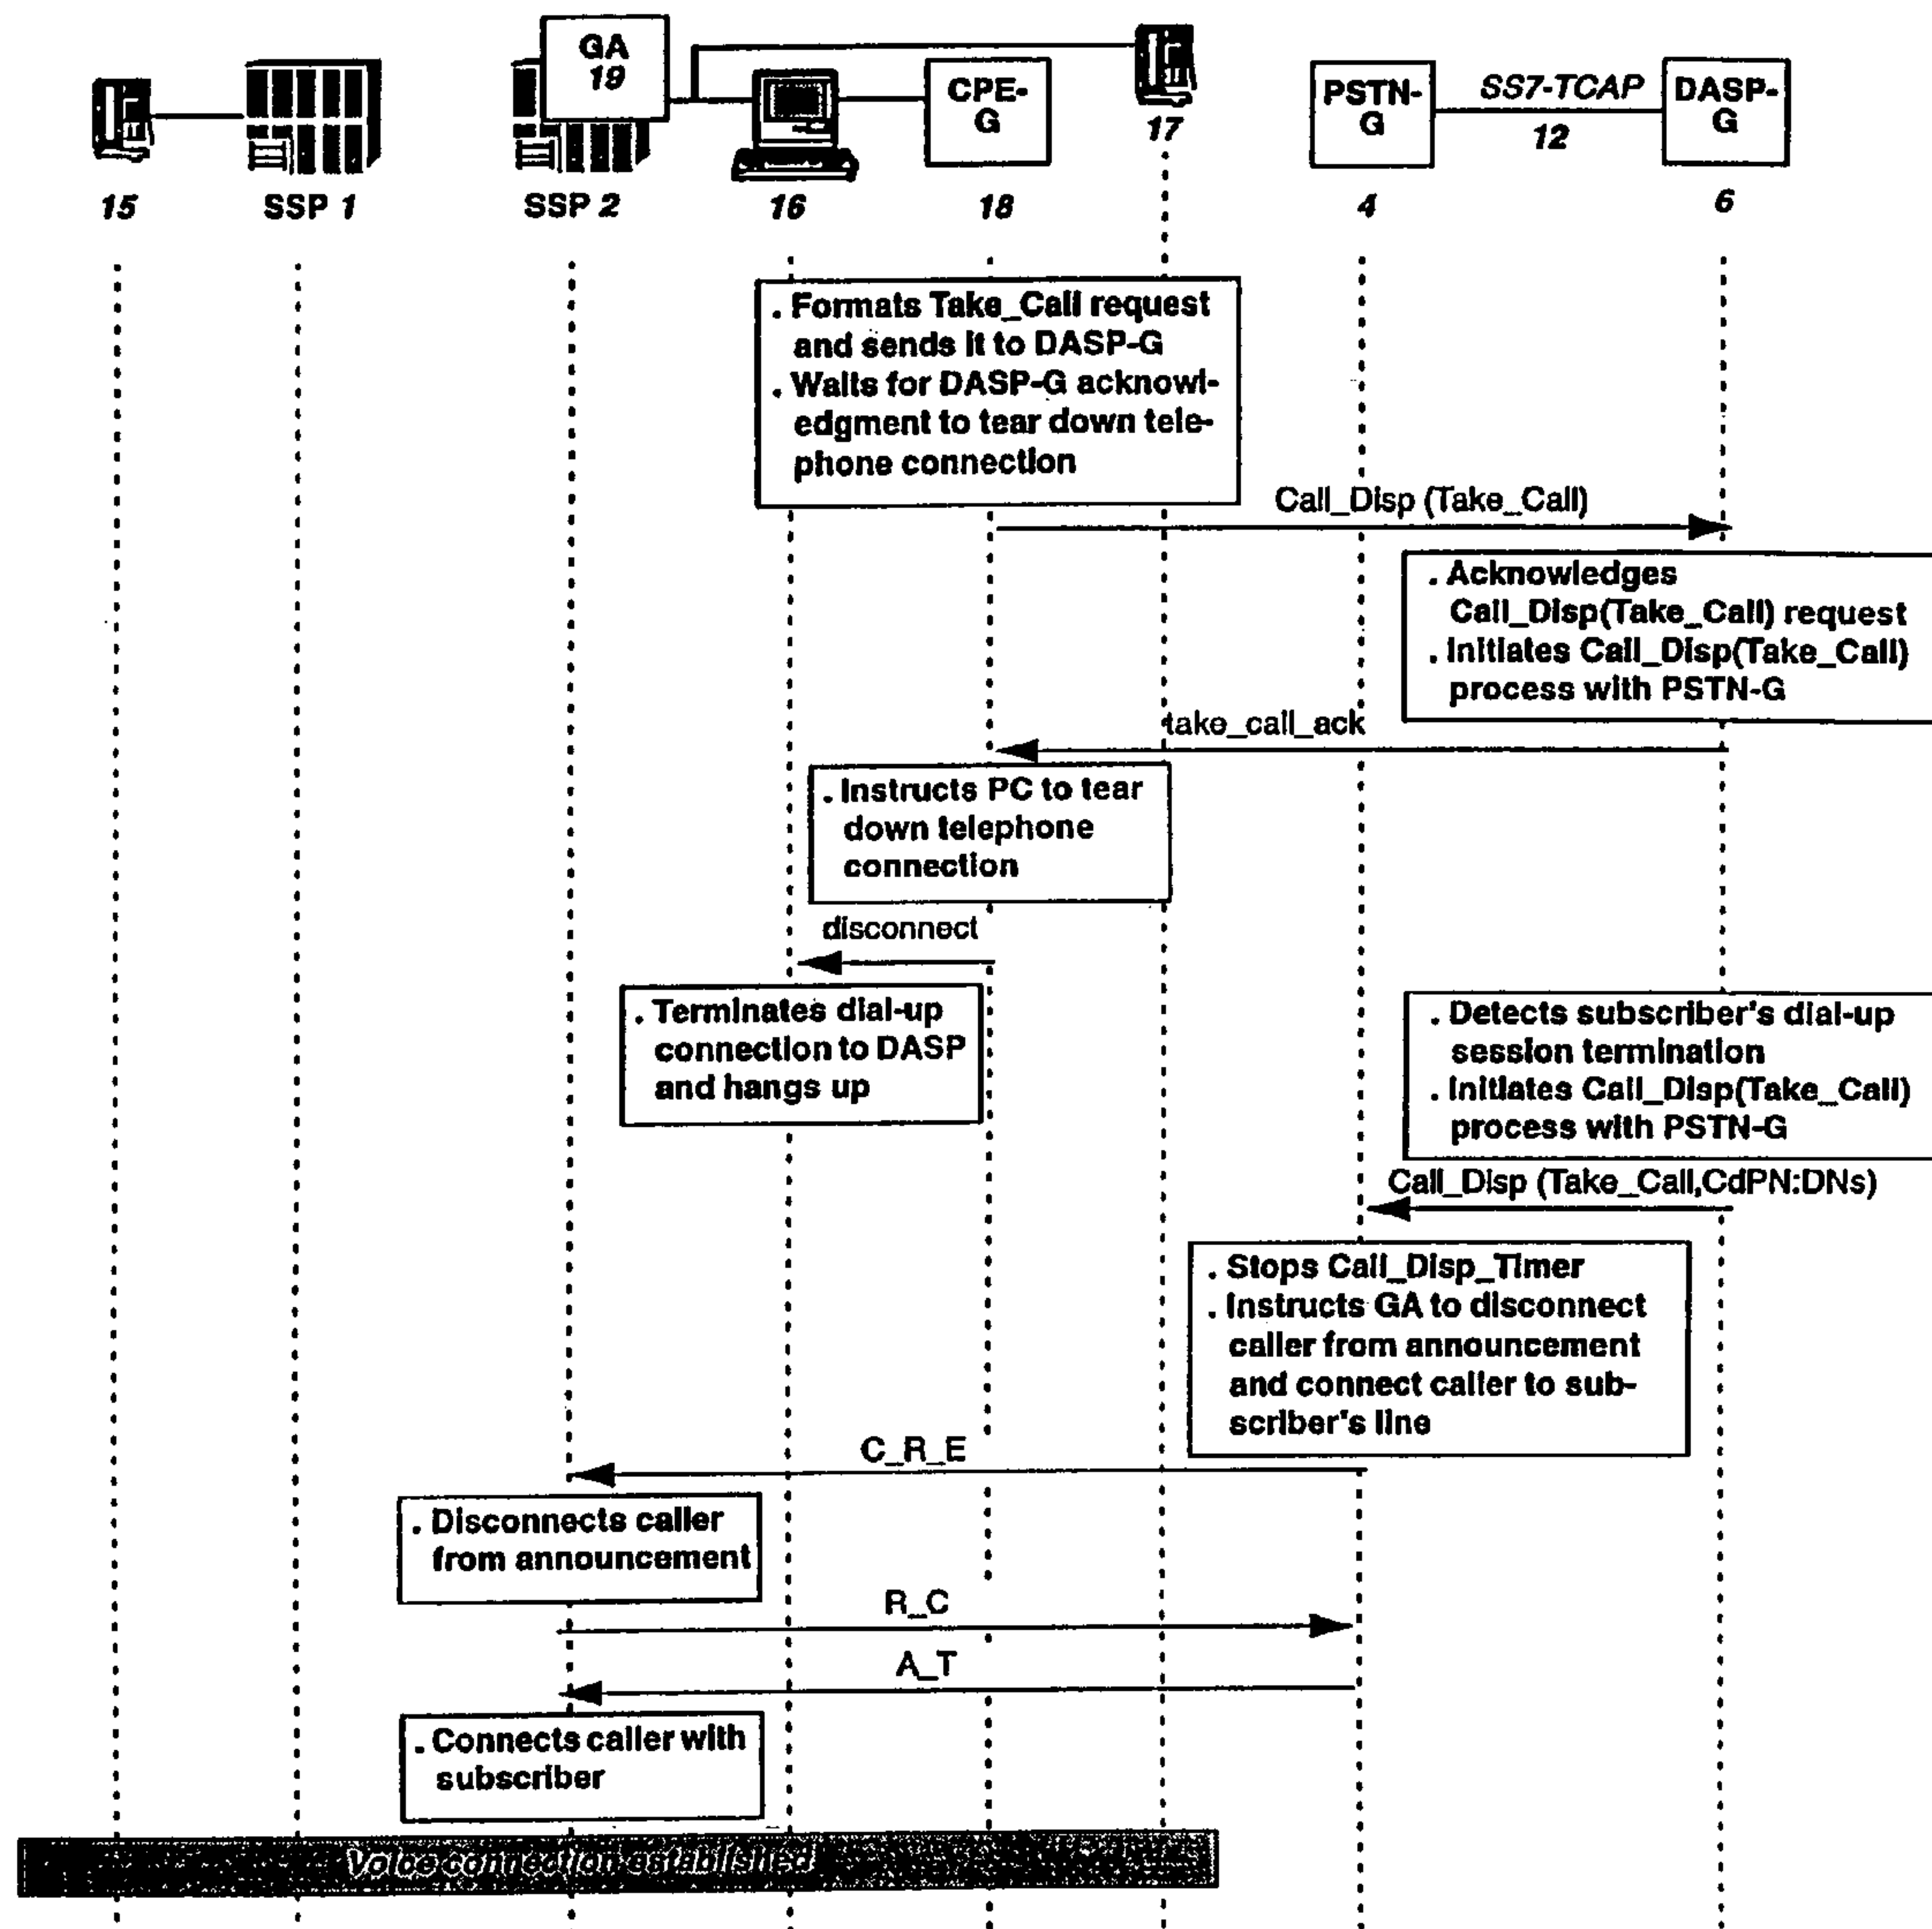 GA
19
CPE-
G
17
PSTN-
G
SS7-TCAP
12
DASP-
G
15
SSP 1
SSP 2
16
18
4
6
. Formats Take_Call request
and sends it to DASP-G
. Waits for DASP-G acknowl-
edgment to tear down tele-
phone connection
Call_Disp (Take_Call)
. Acknowledges
Call_Disp(Take_Call) request
. Initiates Call_Disp(Take_Call)
process with PSTN-G
take_call_ack
. Instructs PC to tear
down telephone
connection
disconnect
. Terminates dial-up
connection to DASP
and hangs up
. Detects subscriber's dial-up
session termination
. Initiates Call_Disp(Take_Call)
process with PSTN-G
Call_Disp (Take_Call,CdPN:DNs)
. Stops Call_Disp_Timer
. Instructs GA to disconnect
caller from announcement
and connect caller to sub-
scriber's line
C_R_E
. Disconnects caller
from announcement
R_C
A_T
. Connects caller with
subscriber
Voice connection established